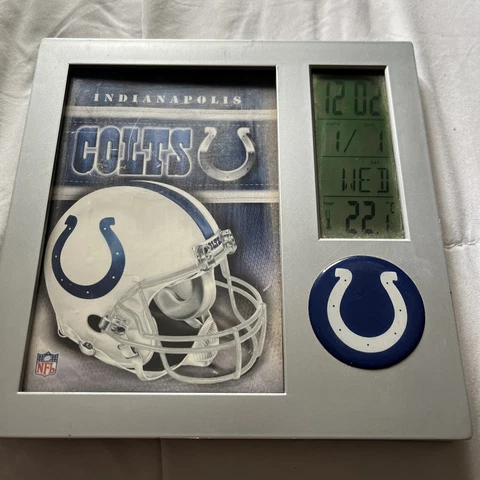 INDIANAPOLIS
COLTS
NFL
12:02
1/1
WED
22.1°C